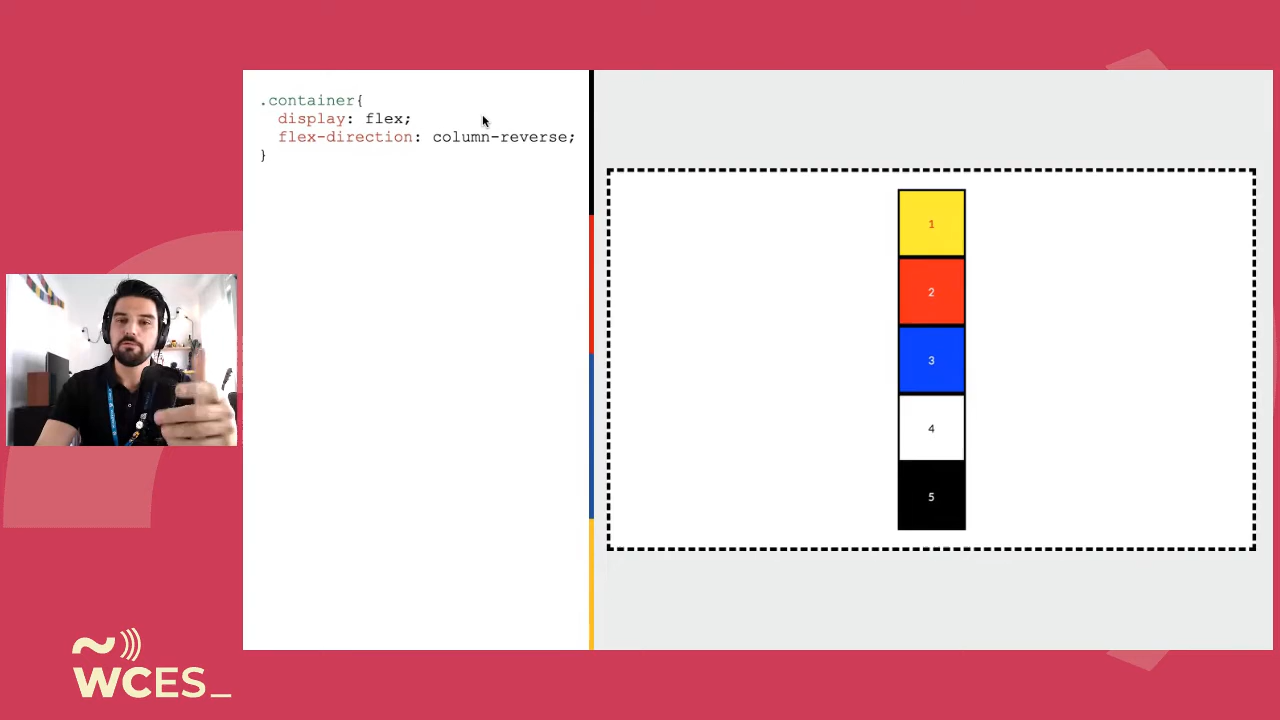 .container{
display: flex;
flex-direction: column-reverse;
}
1
2
3
4
5
WCES_